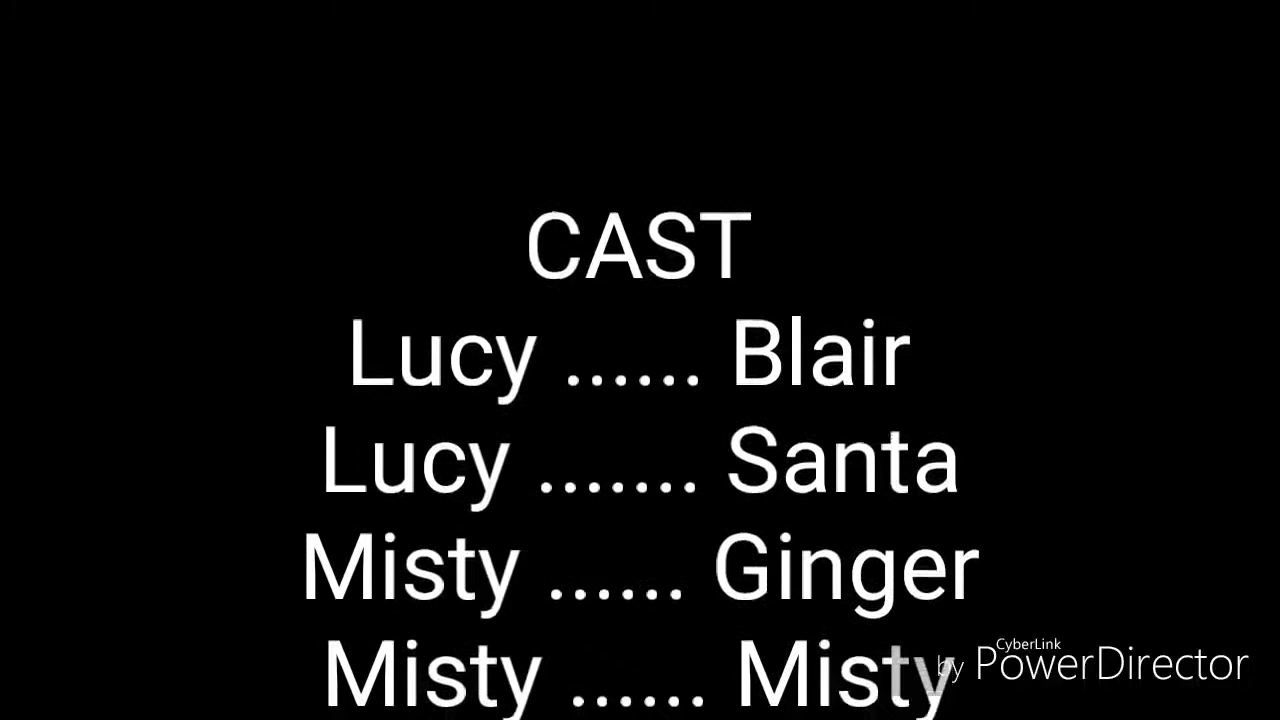 CAST
Lucy ...... Blair
Lucy ....... Santa
Misty ...... Ginger
Misty ...... Misty
CyberLink
by PowerDirector